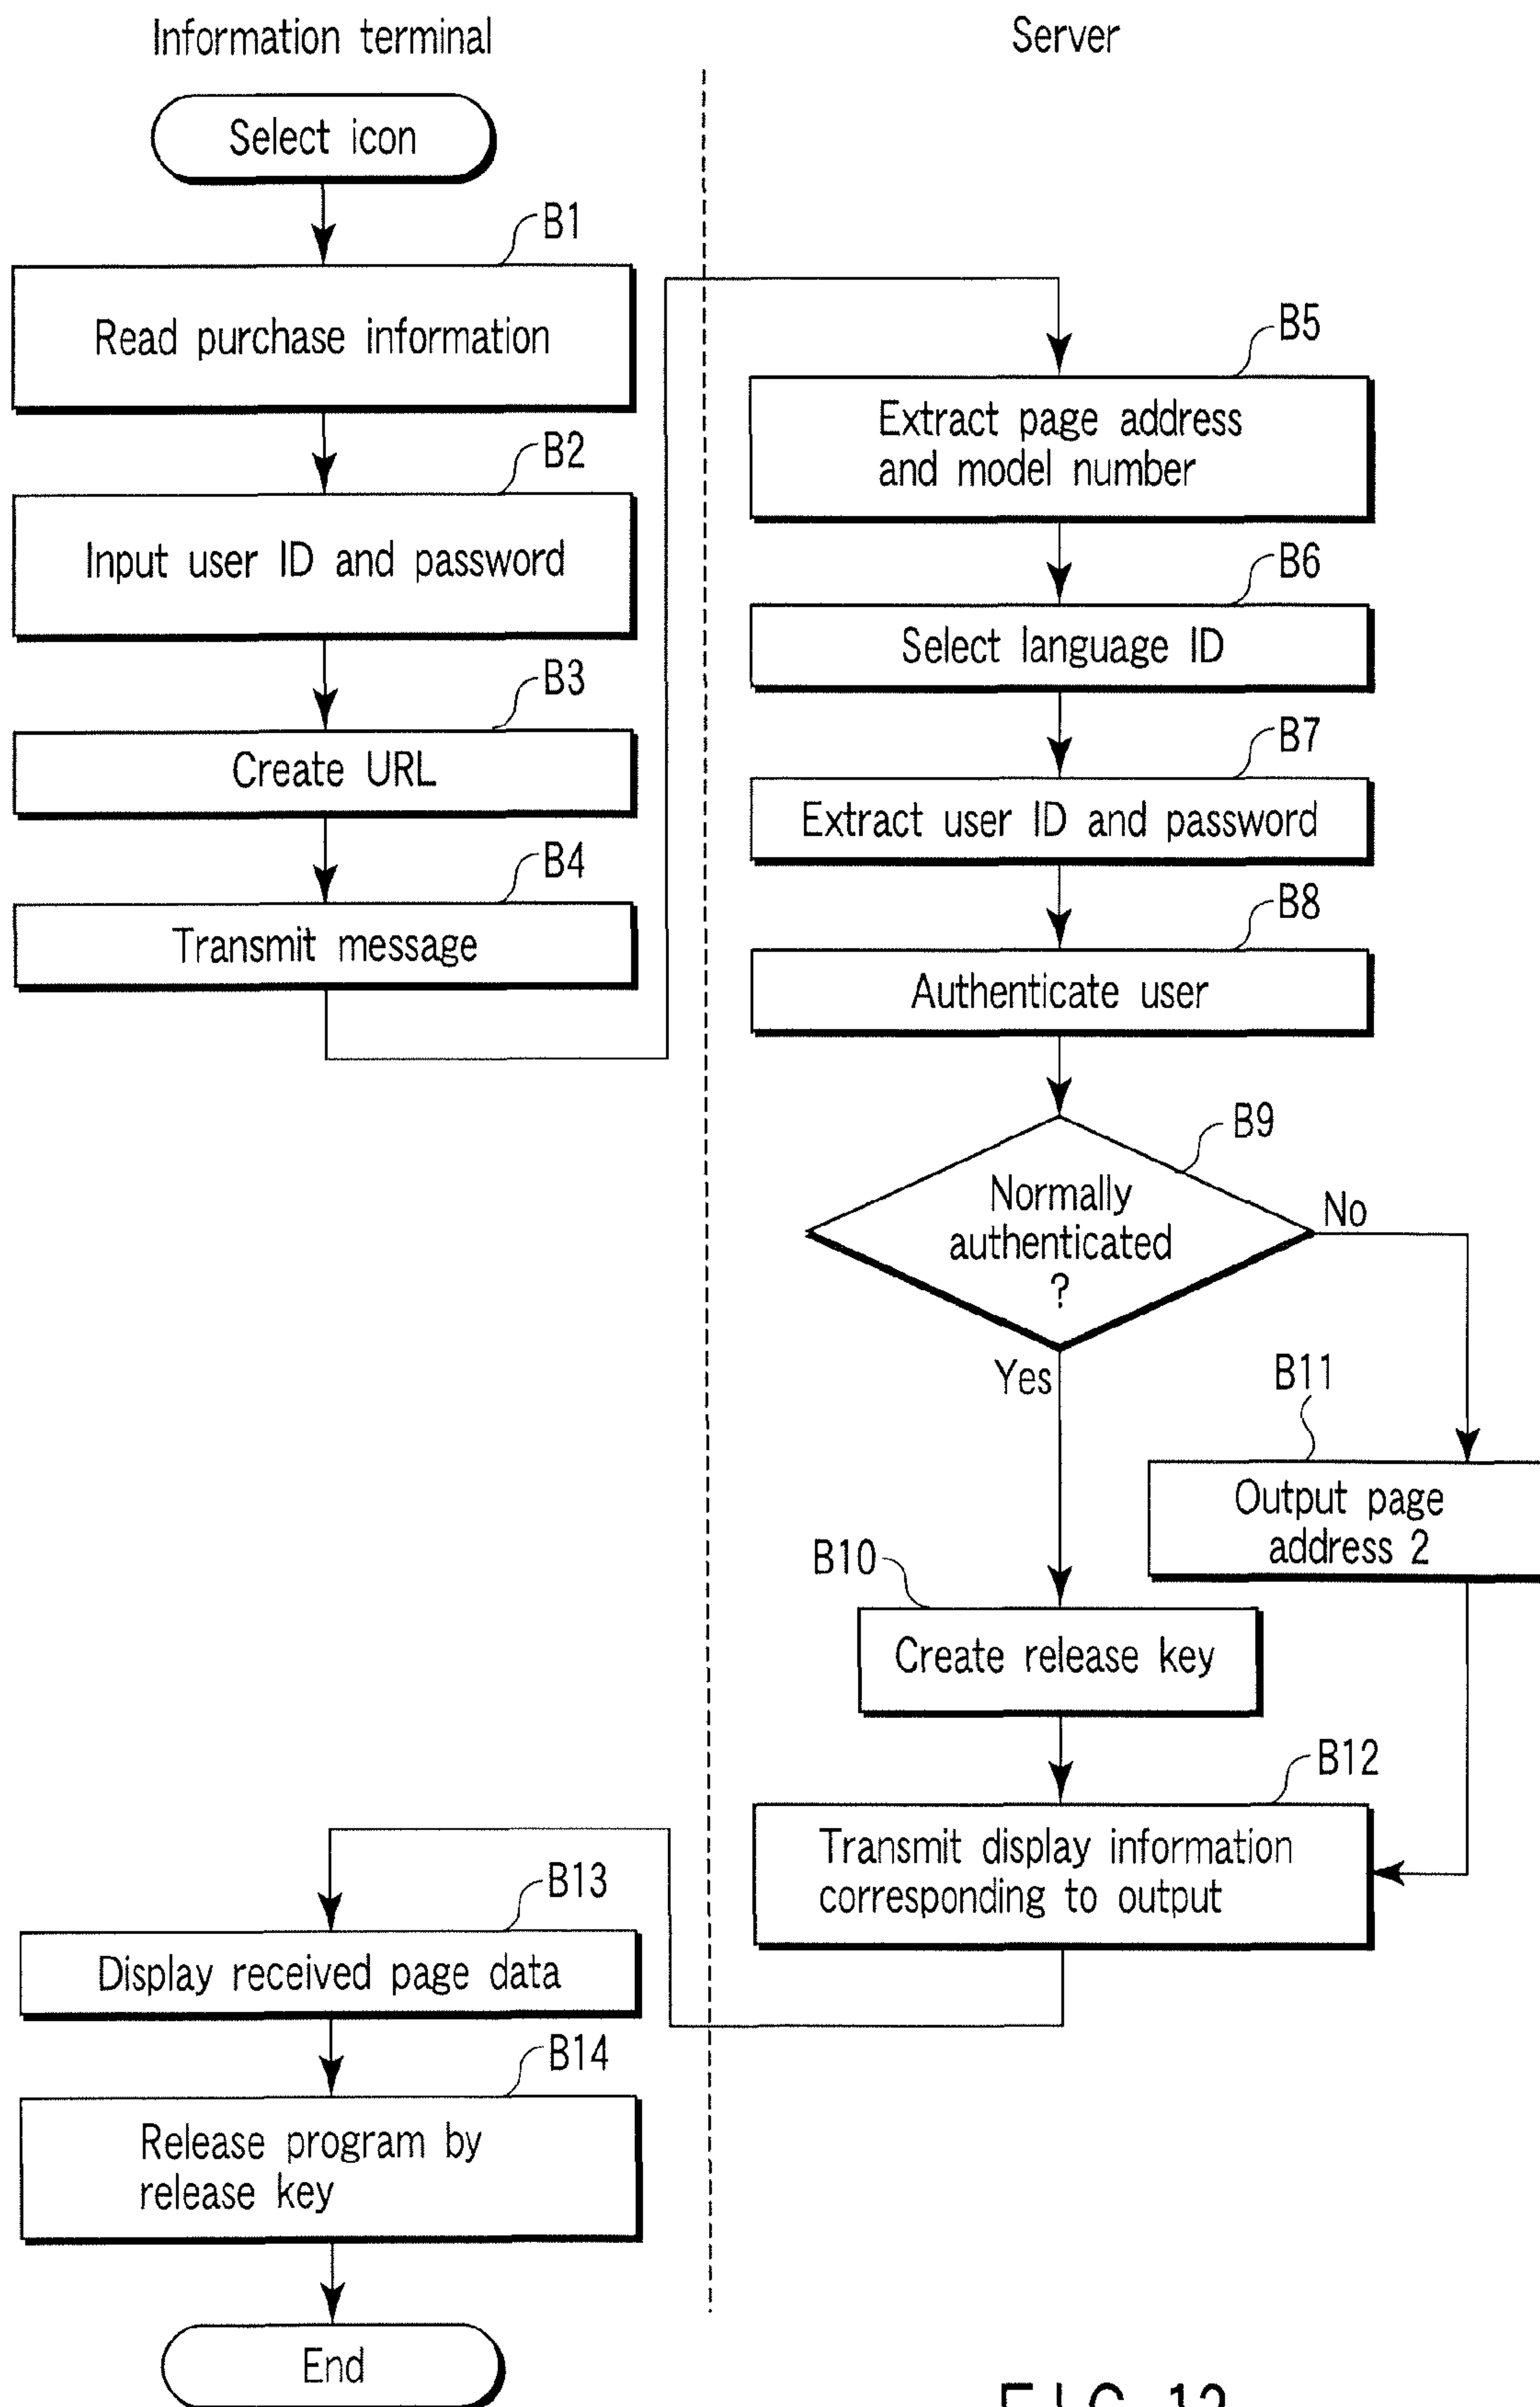 Information terminal
Server
Select icon
B1
Read purchase information
B2
Input user ID and password
B3
Create URL
B4
Transmit message
B5
Extract page address
and model number
B6
Select language ID
B7
Extract user ID and password
B8
Authenticate user
B9
Normally
authenticated
?
No
Yes
B11
Output page
address 2
B10
Create release key
B12
Transmit display information
corresponding to output
B13
Display received page data
B14
Release program by
release key
End